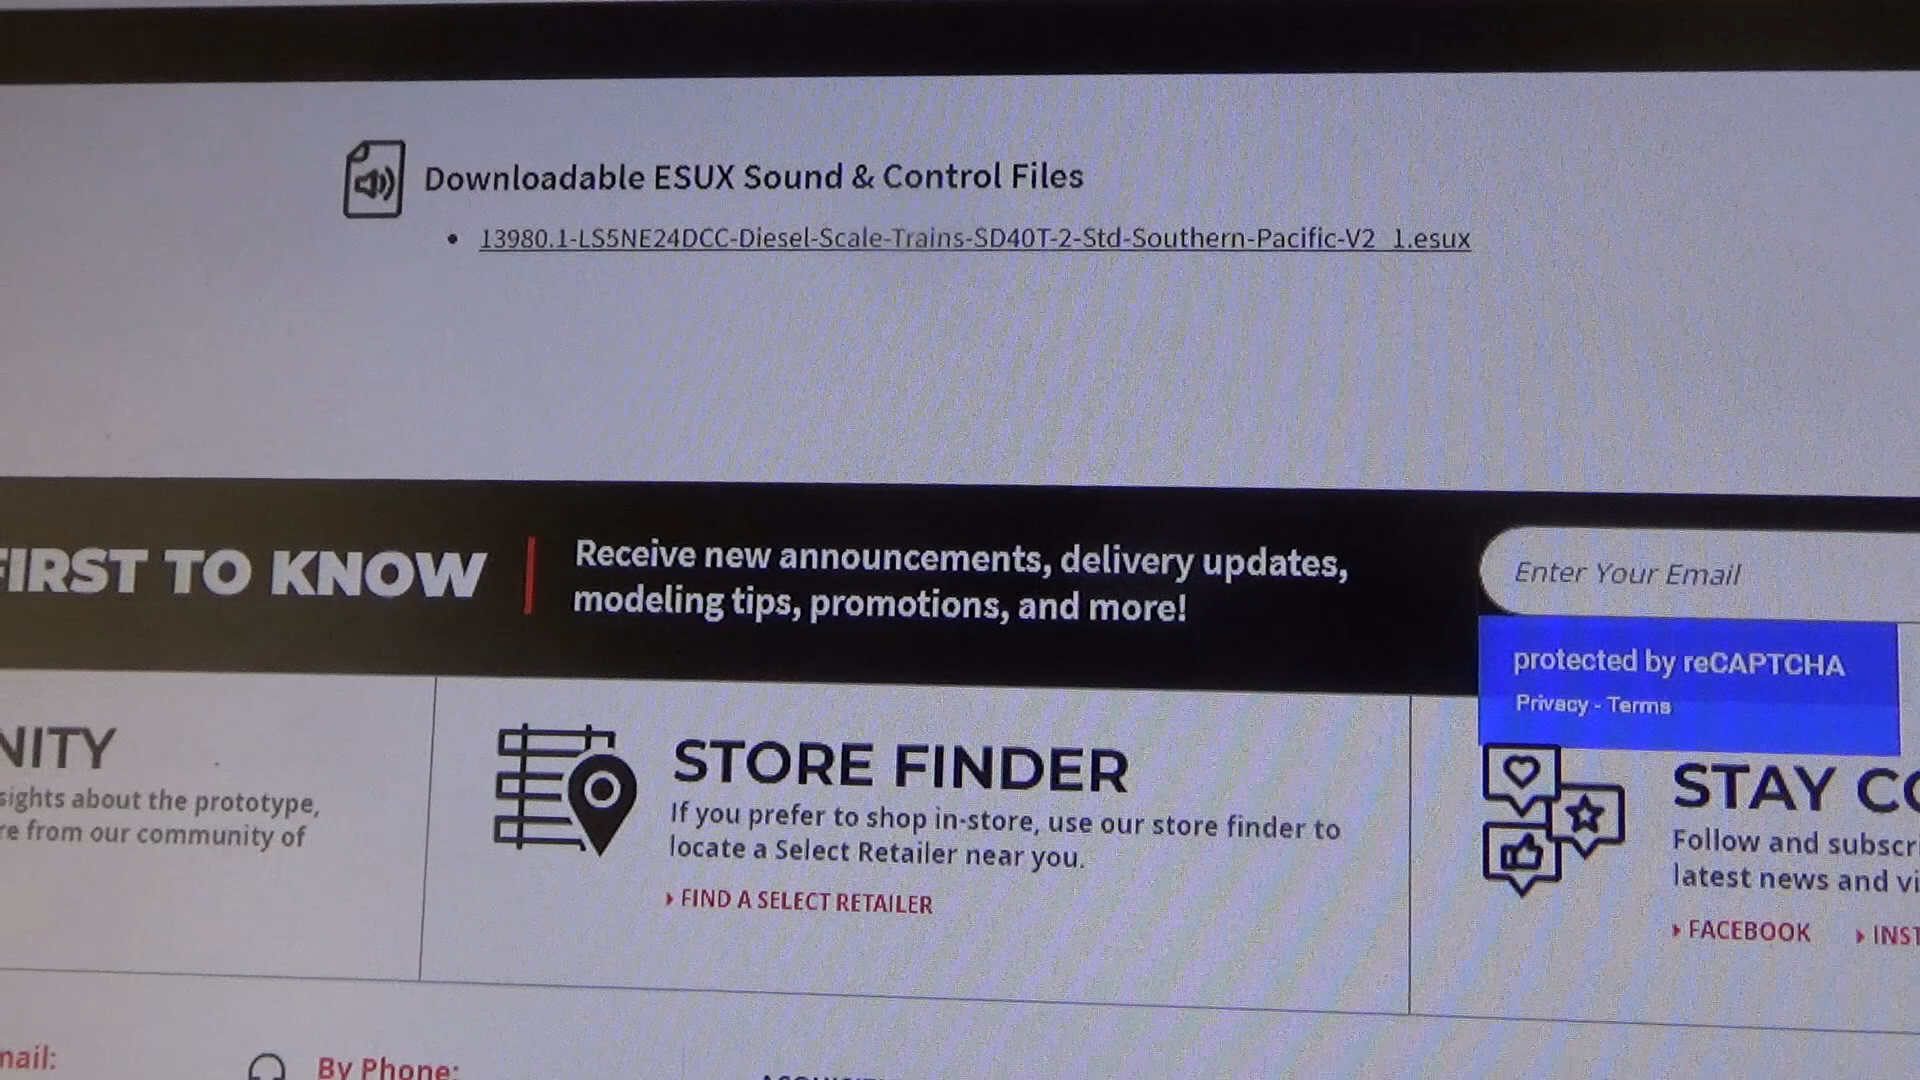 Downloadable ESUX Sound & Control Files
13980.1-LS5NE24DCC-Diesel-Scale-Trains-SD40T-2-Std-Southern-Pacific-V2_1.esux
FIRST TO KNOW
Receive new announcements, delivery updates,
modeling tips, promotions, and more!
Enter Your Email
protected by reCAPTCHA
Privacy - Terms
NITY
sights about the prototype,
re from our community of
STORE FINDER
If you prefer to shop in-store, use our store finder to
locate a Select Retailer near you.
FIND A SELECT RETAILER
STAY CO
Follow and subscr
latest news and vi
FACEBOOK
INST
mail:
By Phone: